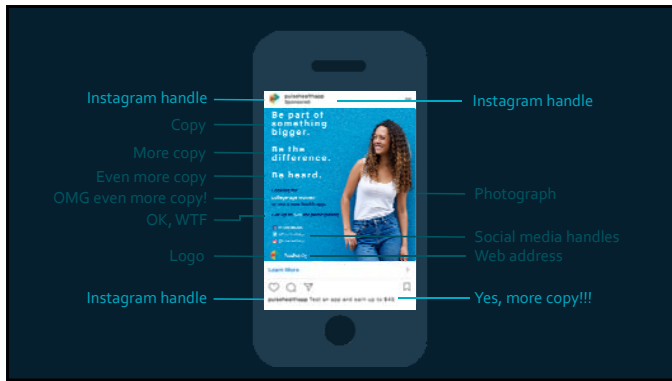 Instagram handle
pulsehealthapp
Sponsored
Instagram handle
Copy
Be part of
something
bigger.
More copy
Be the
difference.
Even more copy
Be heard.
OMG even more copy!
OK, WTF
Photograph
Social media handles
Logo
Web address
Learn More
Instagram handle
pulsehealthapp Test an app and earn up to $40
Yes, more copy!!!